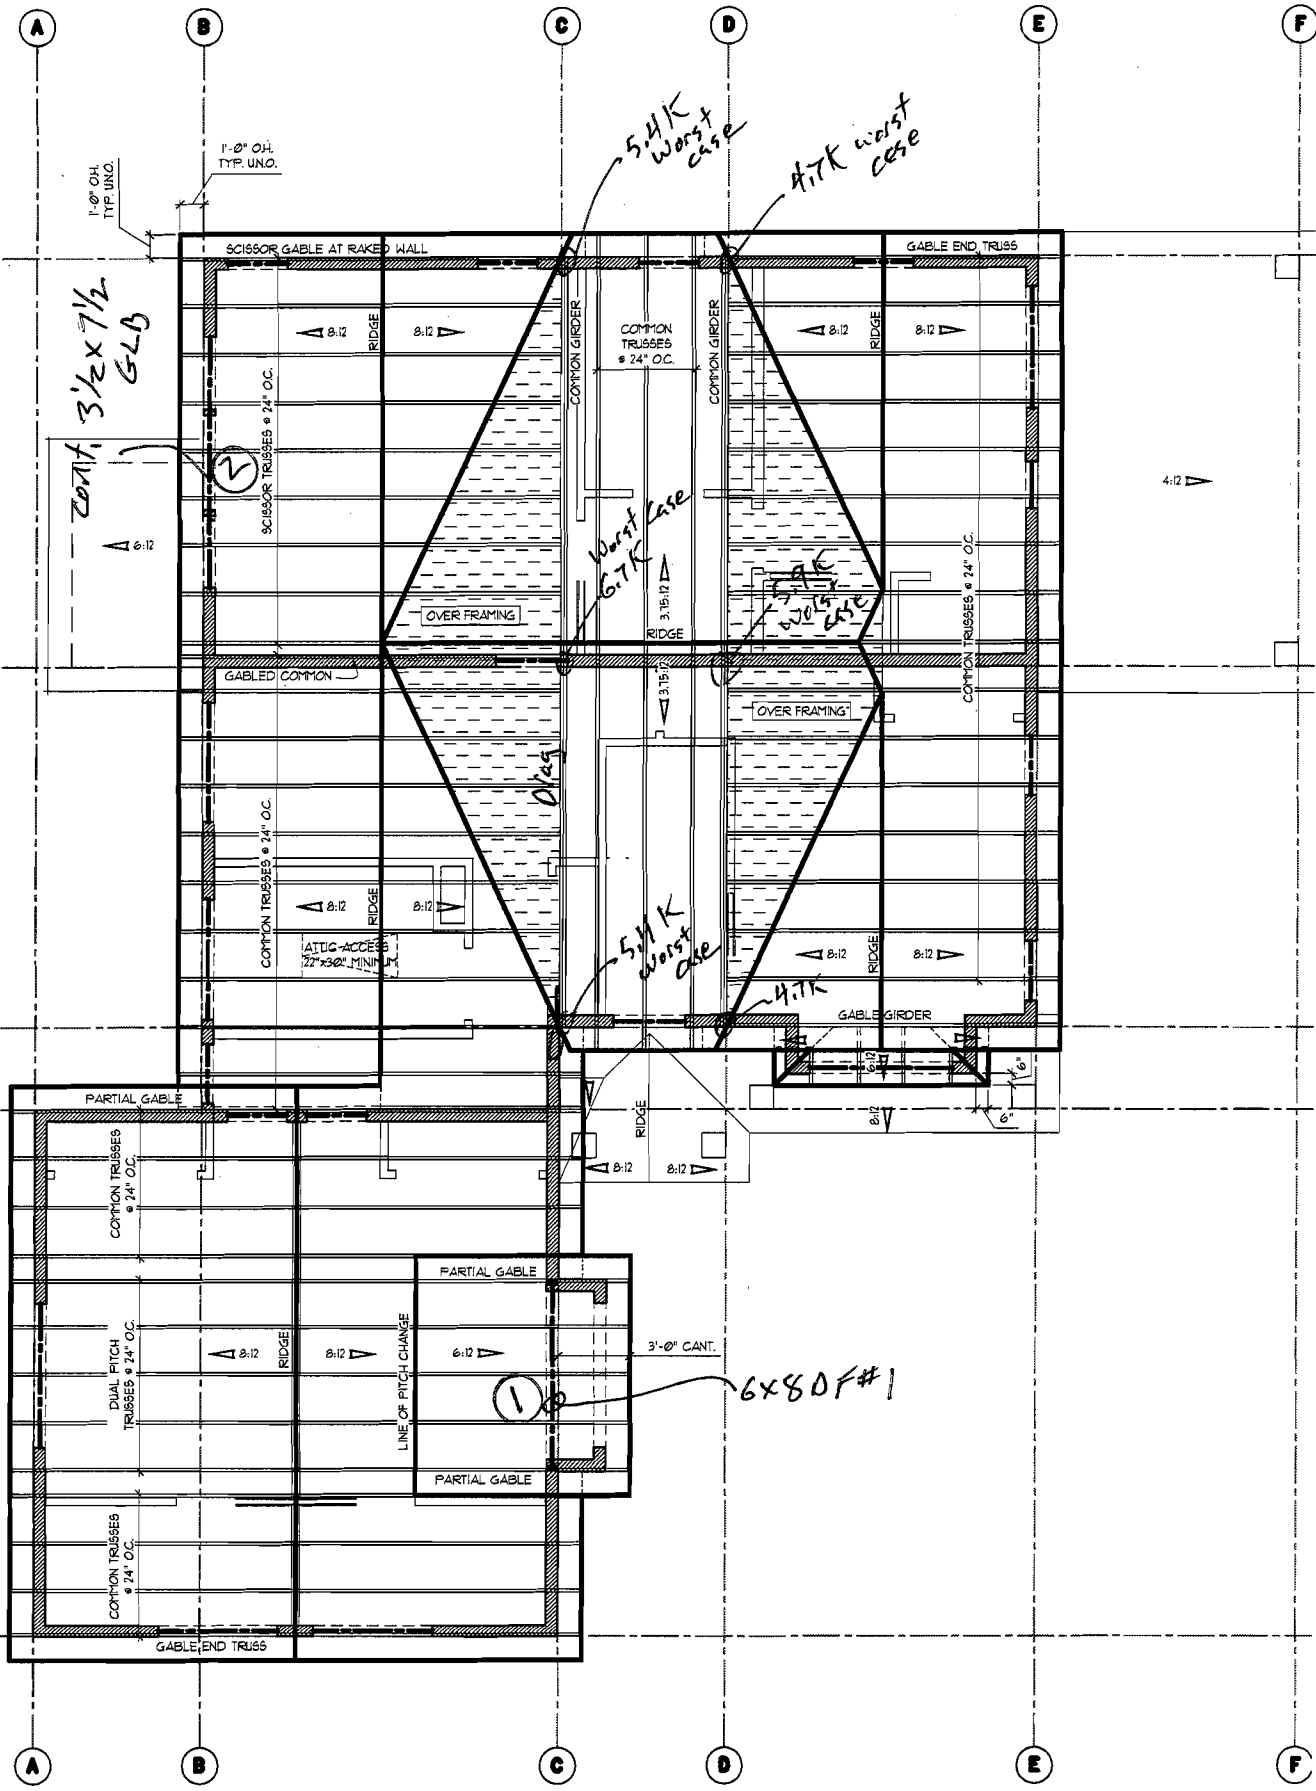 A B C D E F
5.4K
Worst
case
4.7K worst
case
1'-0" O.H.
TYP. U.N.O.
1'-0" O.H.
TYP. U.N.O.
SCISSOR GABLE AT RAKED WALL
GABLE END TRUSS
cont. 3 1/2 x 7 1/2
GLB
8:12
RIDGE
8:12
COMMON GIRDER
COMMON
TRUSSES
@ 24" O.C.
COMMON GIRDER
8:12
RIDGE
8:12
SCISSOR TRUSSES @ 24" O.C.
2
4:12
6:12
Worst case
6.7K
3.75:12
5.9K
worst
case
OVER FRAMING
RIDGE
COMMON TRUSSES @ 24" O.C.
GABLED COMMON
3.75:12
OVER FRAMING
Drag
COMMON TRUSSES @ 24" O.C.
8:12
RIDGE
8:12
ATTIC ACCESS
22"x30" MINIMUM
5.4K
worst
case
4.7K
8:12
RIDGE
8:12
GABLE GIRDER
6:12
6"
6"
8:12
PARTIAL GABLE
RIDGE
8:12
8:12
COMMON TRUSSES
@ 24" O.C.
PARTIAL GABLE
DUAL PITCH
TRUSSES @ 24" O.C.
8:12
RIDGE
8:12
LINE OF PITCH CHANGE
6:12
3'-0" CANT.
1
6x8 DF#1
PARTIAL GABLE
COMMON TRUSSES
@ 24" O.C.
GABLE END TRUSS
A B C D E F